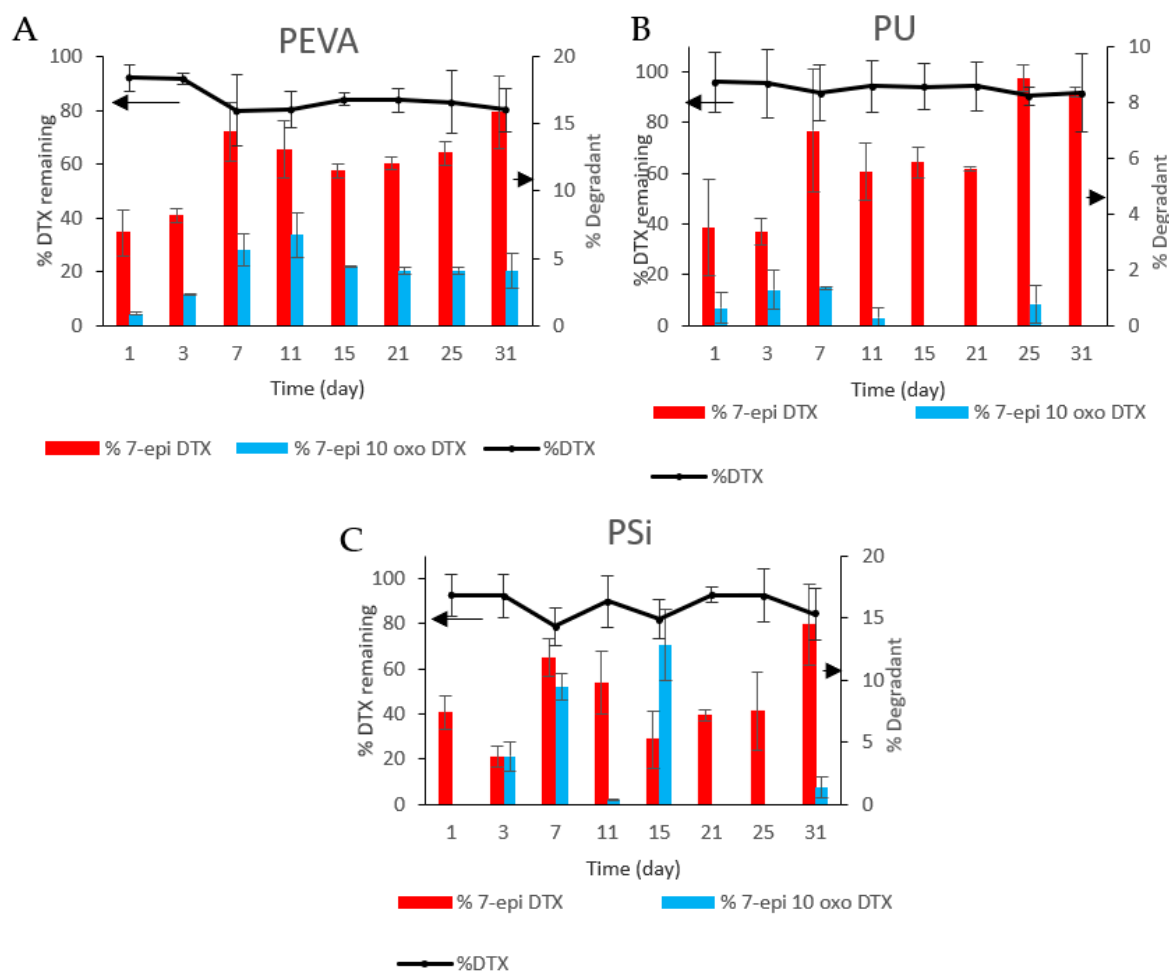 A
PEVA
% DTX remaining
100
80
60
40
20
0
20
15
10
5
0
% Degradant
1 3 7 11 15 21 25 31
Time (day)
% 7-epi DTX % 7-epi 10 oxo DTX %DTX
B
PU
% DTX remaining
100
80
60
40
20
0
10
8
6
4
2
0
% Degradant
1 3 7 11 15 21 25 31
Time (day)
% 7-epi DTX % 7-epi 10 oxo DTX
%DTX
C
PSi
% DTX remaining
100
80
60
40
20
0
20
15
10
5
0
% Degradant
1 3 7 11 15 21 25 31
Time (day)
% 7-epi DTX % 7-epi 10 oxo DTX
%DTX